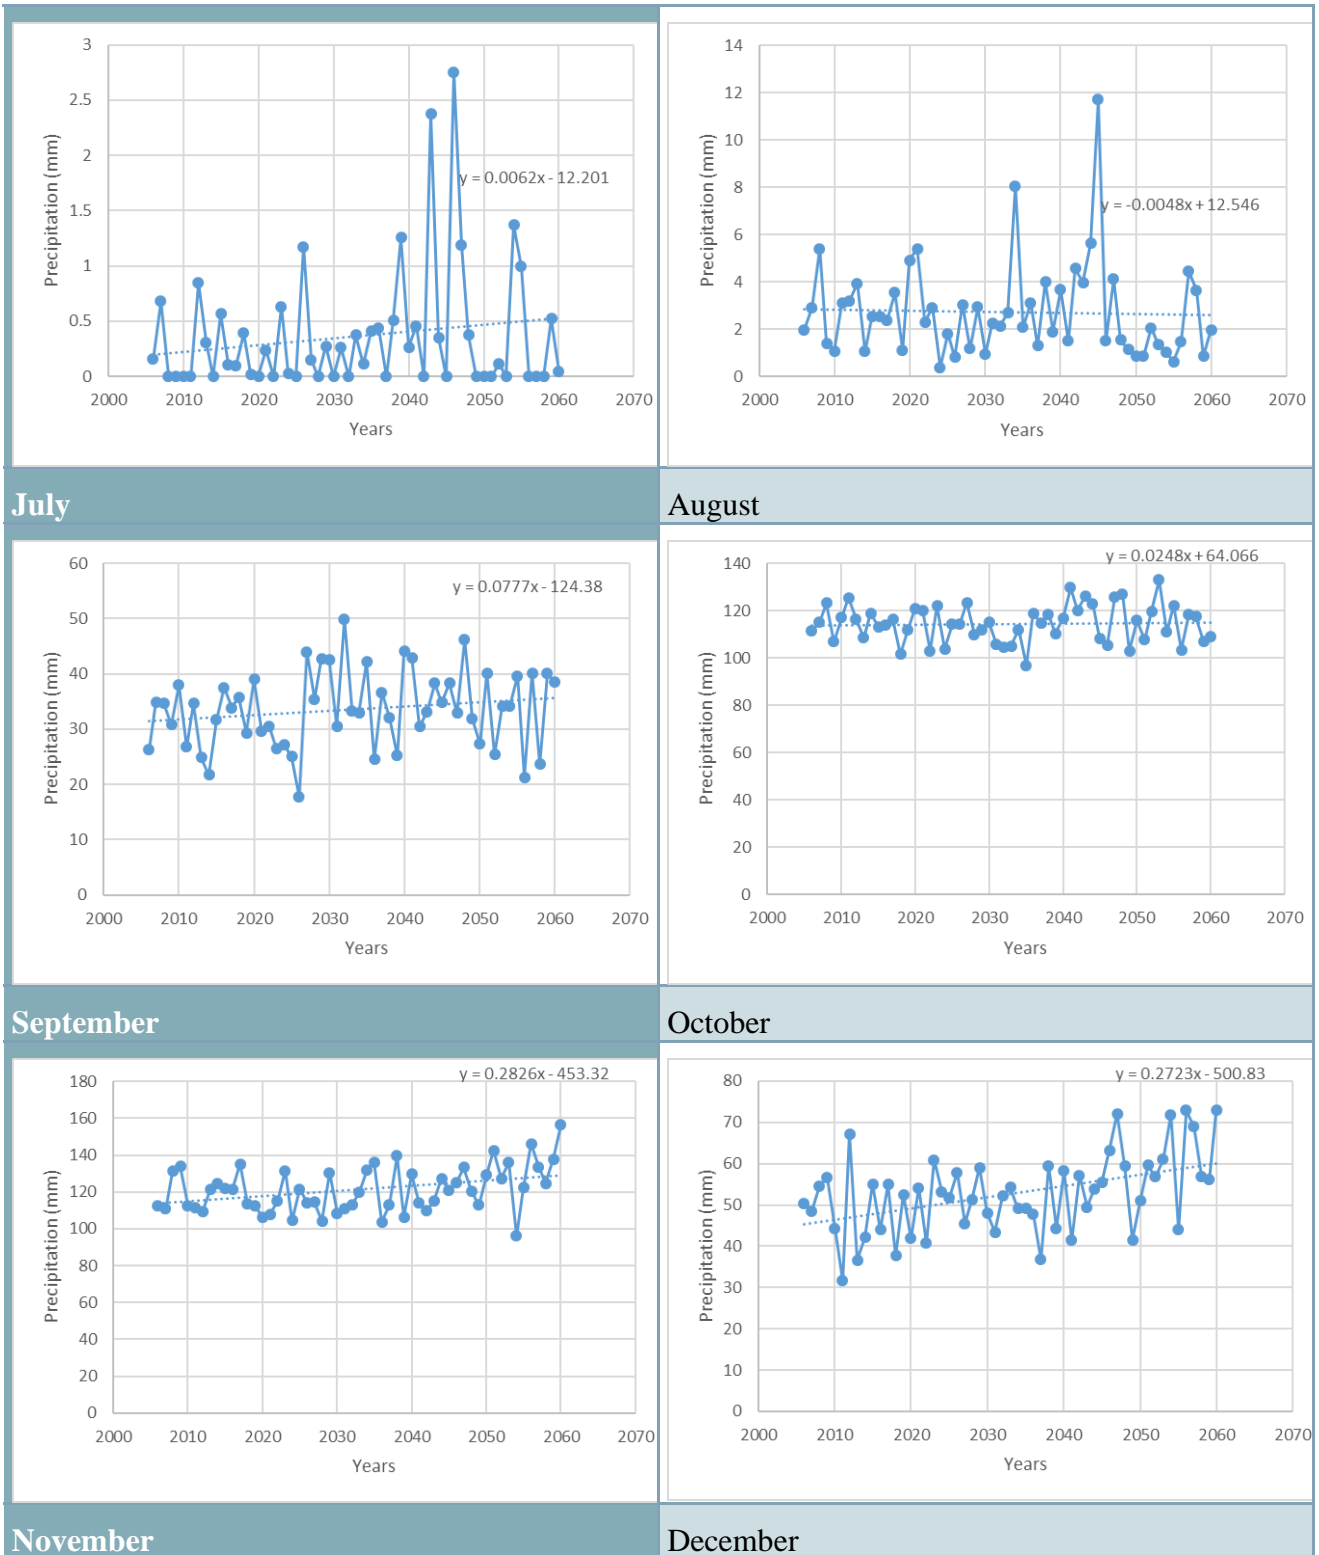 3
2.5
2
1.5
1
0.5
0
Precipitation (mm)
y = 0.0062x - 12.201
2000 2010 2020 2030 2040 2050 2060 2070
Years
14
12
10
8
6
4
2
0
Precipitation (mm)
y = -0.0048x + 12.546
2000 2010 2020 2030 2040 2050 2060 2070
Years
July
August
60
50
40
30
20
10
0
Precipitation (mm)
y = 0.0777x - 124.38
2000 2010 2020 2030 2040 2050 2060 2070
Years
140
120
100
80
60
40
20
0
Precipitation (mm)
y = 0.0248x + 64.066
2000 2010 2020 2030 2040 2050 2060 2070
Years
September
October
180
160
140
120
100
80
60
40
20
0
Precipitation (mm)
y = 0.2826x - 453.32
2000 2010 2020 2030 2040 2050 2060 2070
Years
80
70
60
50
40
30
20
10
0
Precipitation (mm)
y = 0.2723x - 500.83
2000 2010 2020 2030 2040 2050 2060 2070
Years
November
December